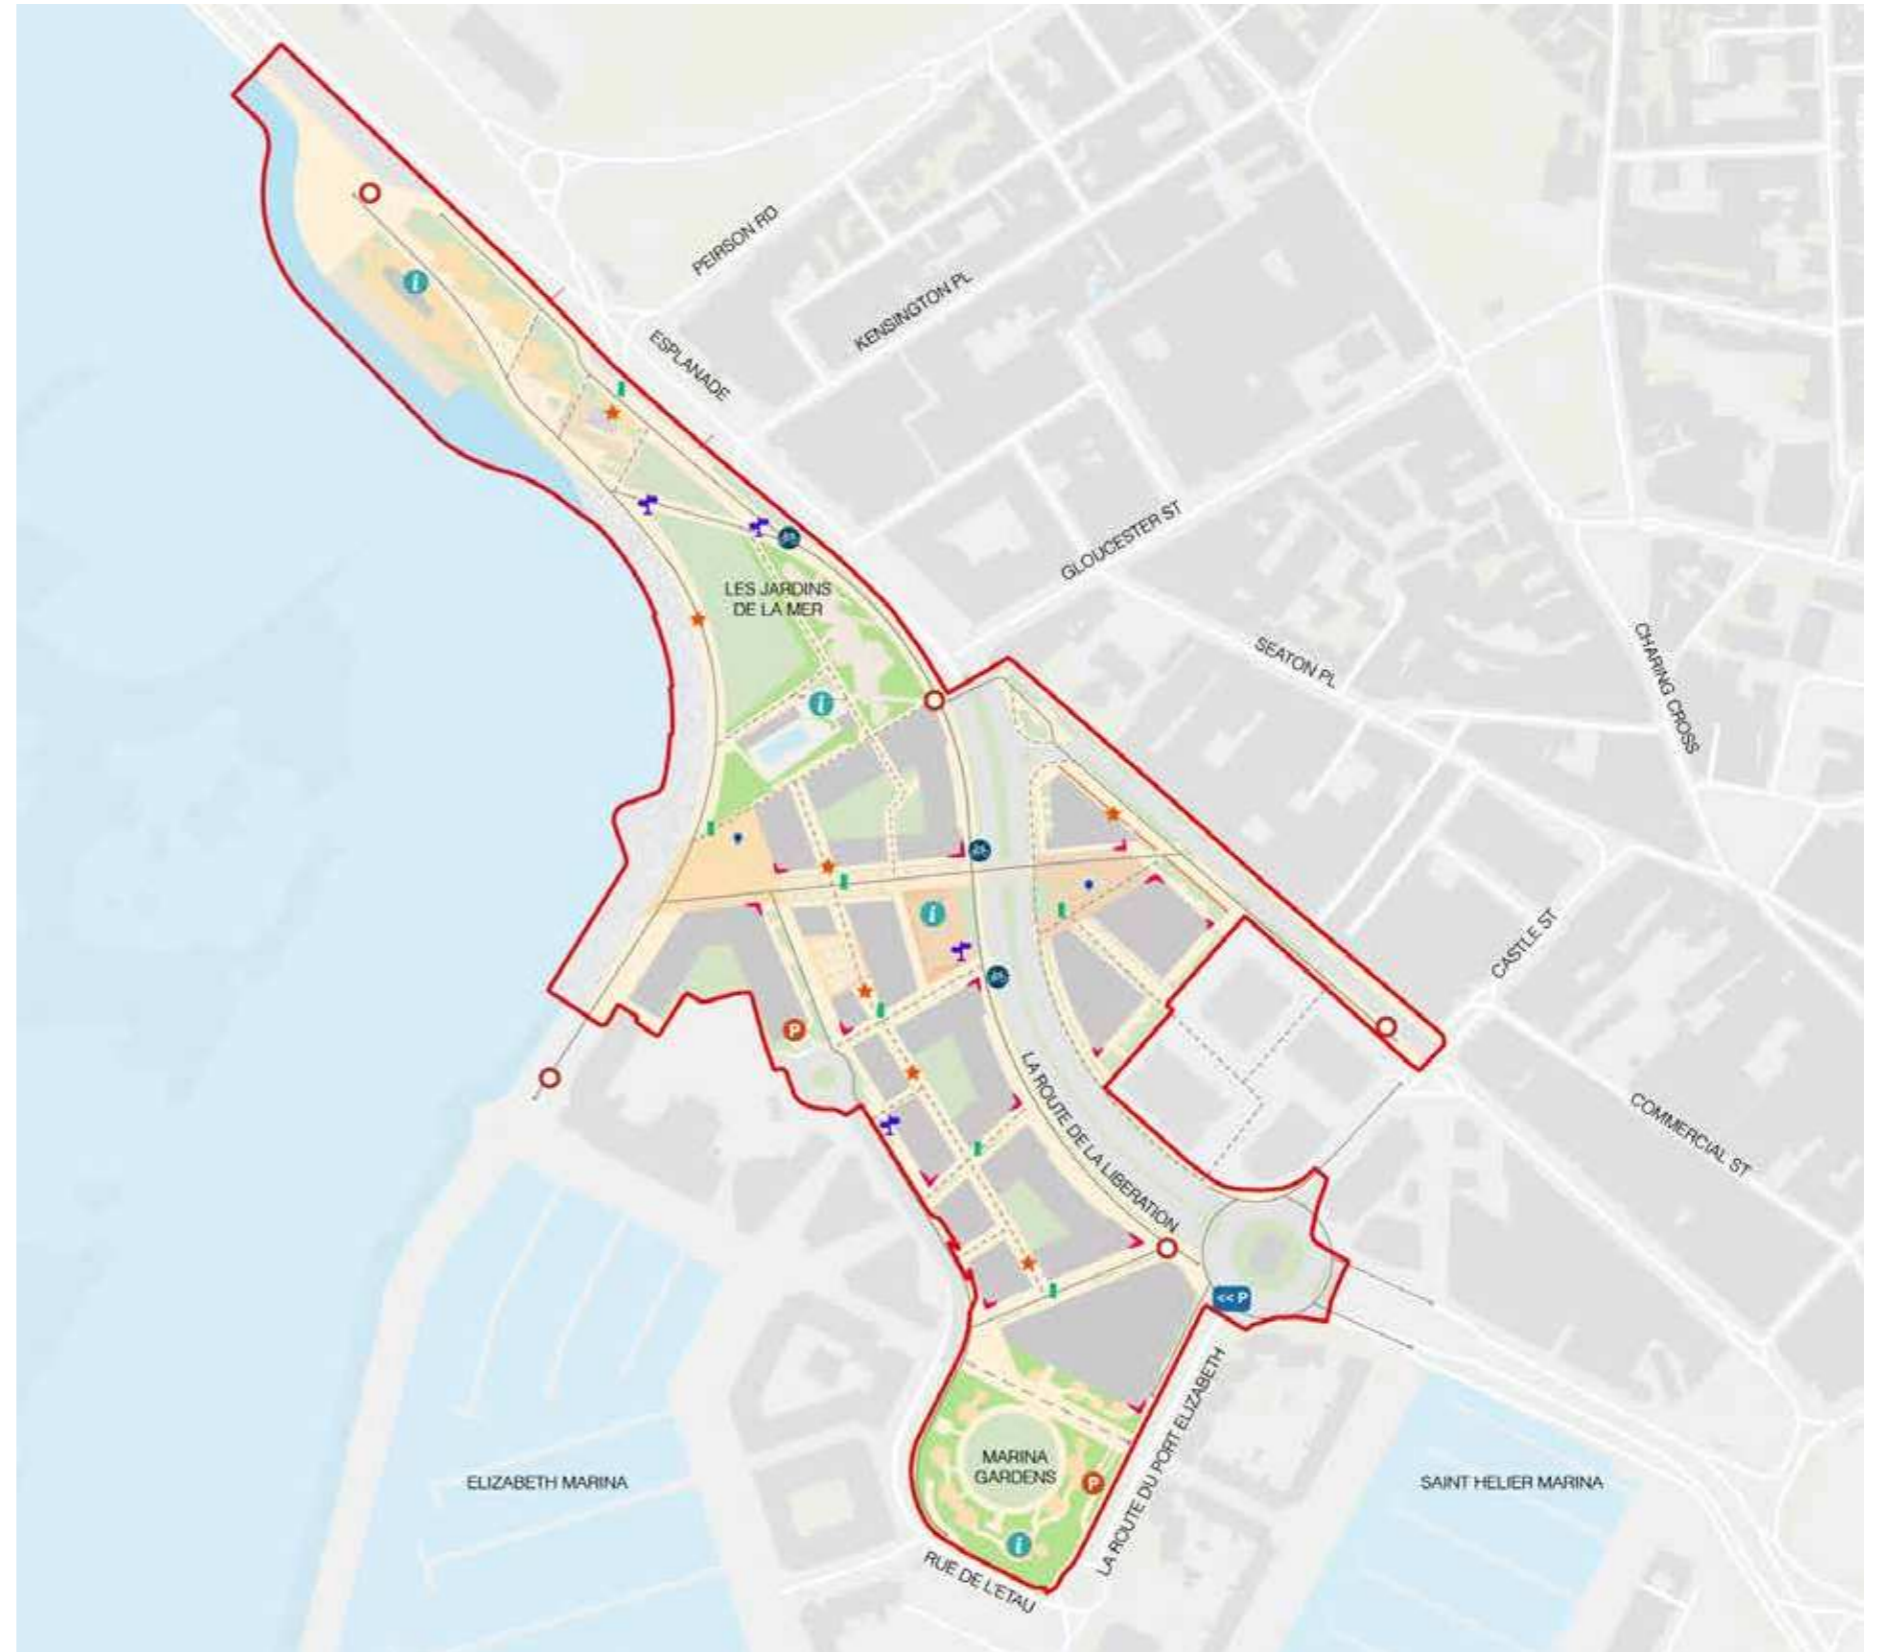 PEIRSON RD
KENSINGTON PL
ESPLANADE
GLOUCESTER ST
LES JARDINS
DE LA MER
SEATON PL
CHARING CROSS
i
i
i
CASTLE ST
P
LA ROUTE DE LA LIBERATION
COMMERCIAL ST
<< P
LA ROUTE DU PORT ELIZABETH
MARINA
GARDENS
P
ELIZABETH MARINA
SAINT HELIER MARINA
i
RUE DE L'ETAU